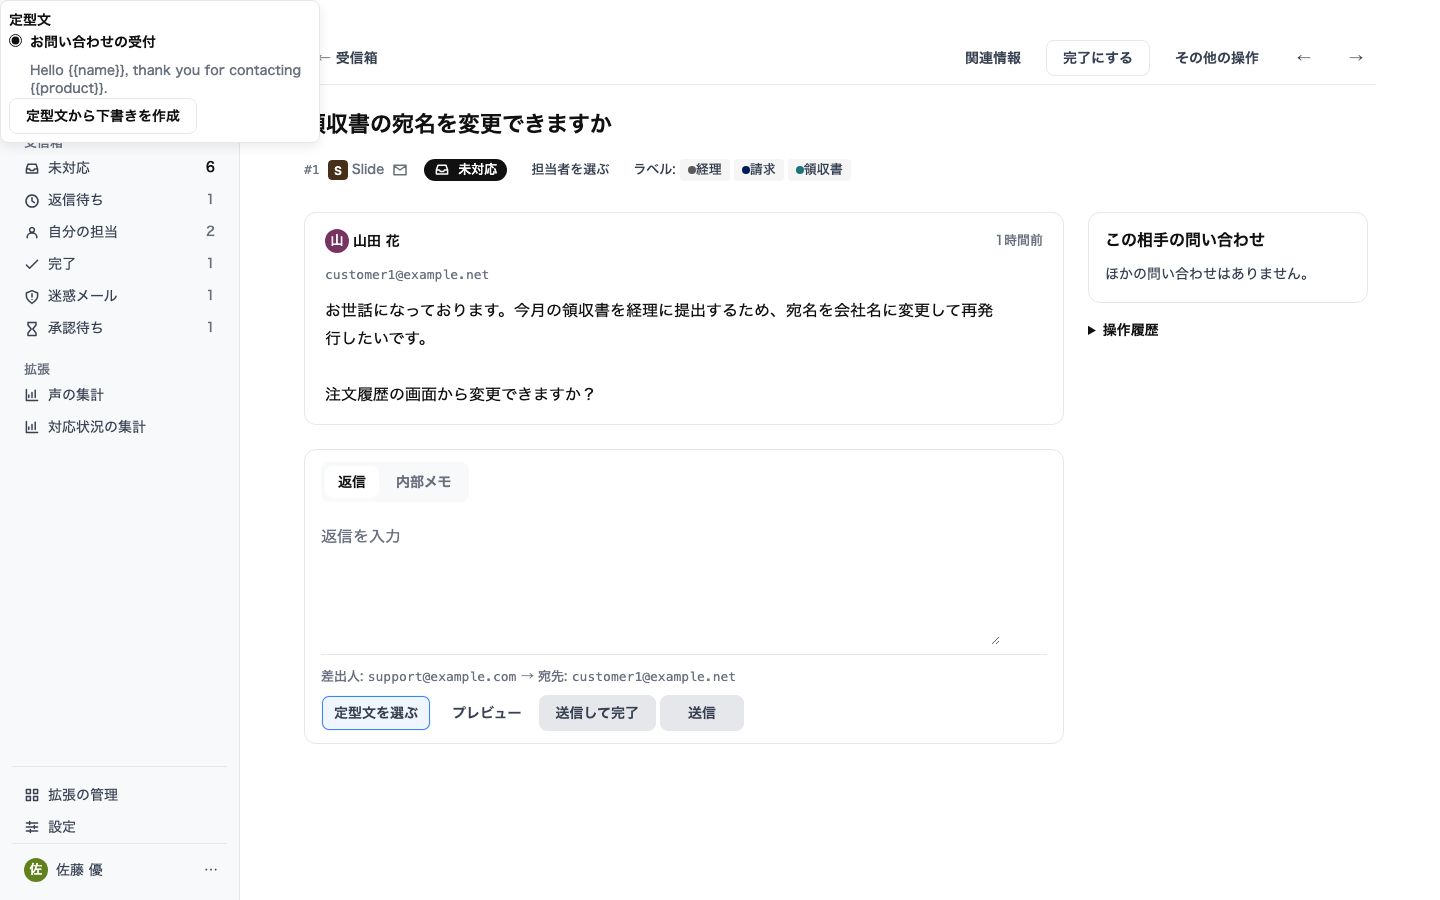 定型文
お問い合わせの受付
Hello {{name}}, thank you for contacting
{{product}}.
定型文から下書きを作成
← 受信箱
関連情報
完了にする
その他の操作
←
→
領収書の宛名を変更できますか
#1
S
Slide
未対応
担当者を選ぶ
ラベル:
経理
請求
領収書
受信箱
未対応 6
返信待ち 1
自分の担当 2
完了 1
迷惑メール 1
承認待ち 1
拡張
声の集計
対応状況の集計
拡張の管理
設定
佐
佐藤 優
…
山
山田 花
1時間前
customer1@example.net
お世話になっております。今月の領収書を経理に提出するため、宛名を会社名に変更して再発
行したいです。
注文履歴の画面から変更できますか？
返信
内部メモ
返信を入力
差出人: support@example.com → 宛先: customer1@example.net
定型文を選ぶ
プレビュー
送信して完了
送信
この相手の問い合わせ
ほかの問い合わせはありません。
操作履歴